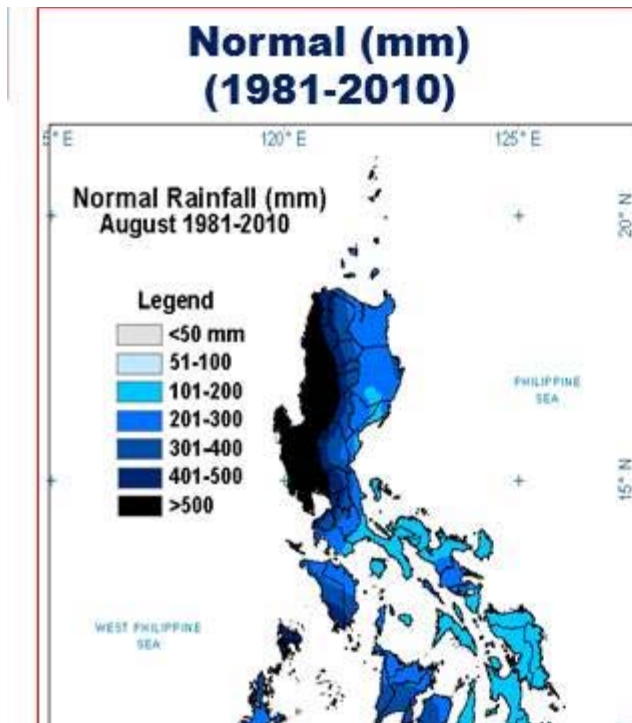 Normal (mm)
(1981-2010)
5° E
120° E
125° E
Normal Rainfall (mm)
August 1981-2010
20° N
Legend
<50 mm
51-100
101-200
201-300
301-400
401-500
>500
PHILIPPINE
SEA
15° N
WEST PHILIPPINE
SEA